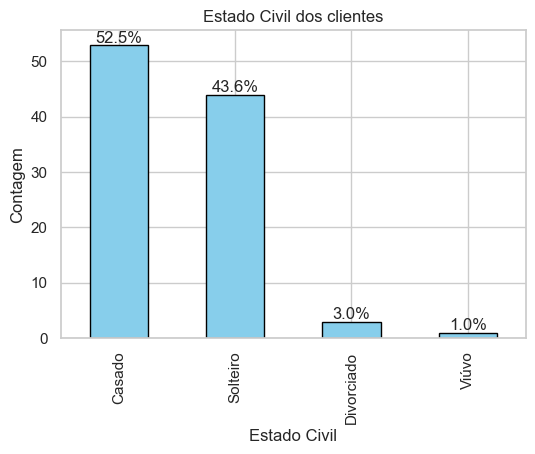 Estado Civil dos clientes
52.5%
43.6%
3.0%
1.0%
Contagem
50
40
30
20
10
0
Casado
Solteiro
Divorciado
Viúvo
Estado Civil